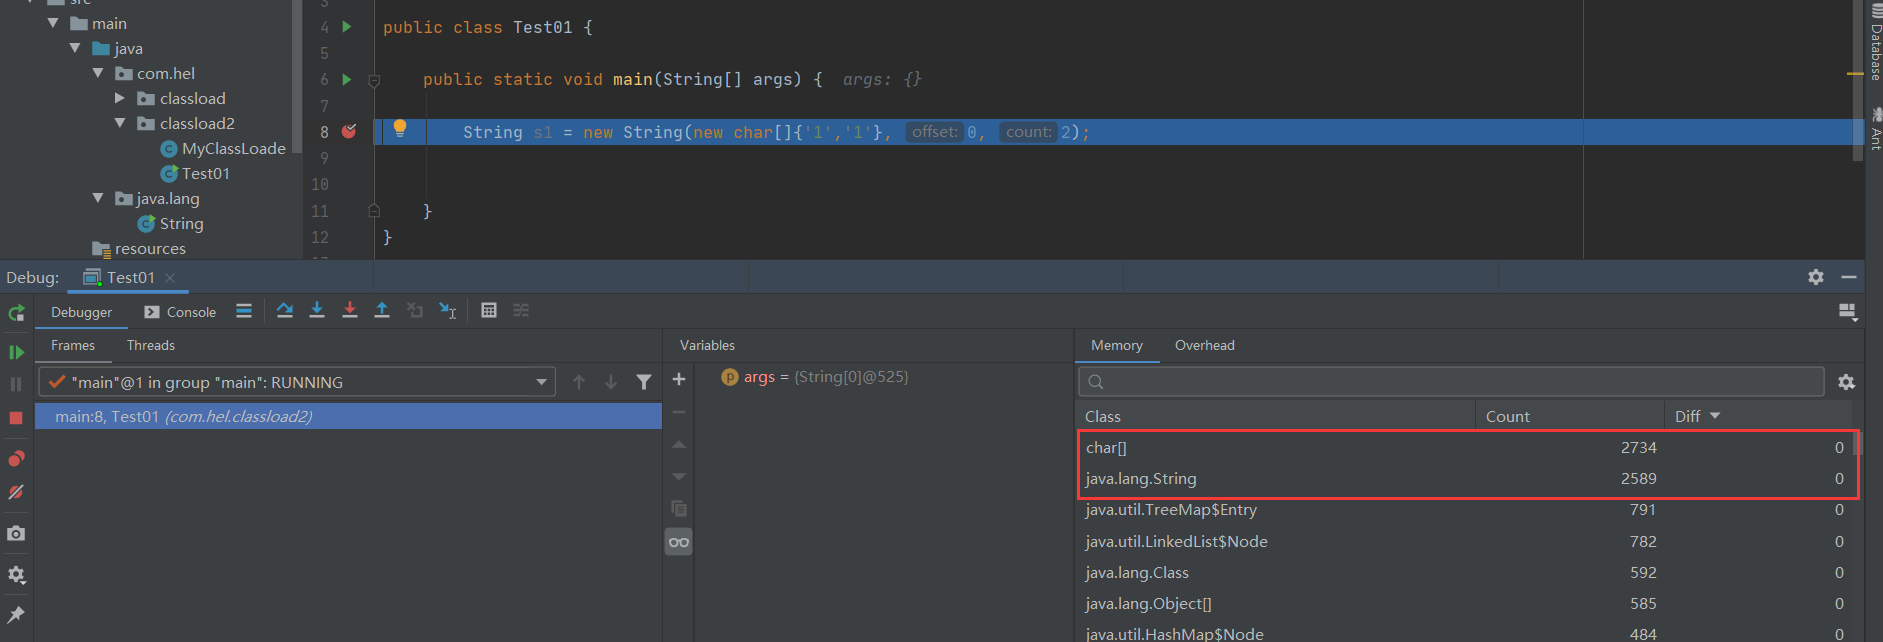 src
main
java
com.hel
classload
classload2
MyClassLoade
Test01
java.lang
String
resources
3
4 public class Test01 {
5
6 public static void main(String[] args) { args: {}
7
8 String s1 = new String(new char[]{'1','1'}, offset: 0, count: 2);
9
10
11 }
12 }
Database
Ant
Debug: Test01
Debugger Console
Frames Threads
Variables
Memory Overhead
"main"@1 in group "main": RUNNING
main:8, Test01 (com.hel.classload2)
args = {String[0]@525}
Class Count Diff
char[] 2734 0
java.lang.String 2589 0
java.util.TreeMap$Entry 791 0
java.util.LinkedList$Node 782 0
java.lang.Class 592 0
java.lang.Object[] 585 0
java.util.HashMap$Node 484 0